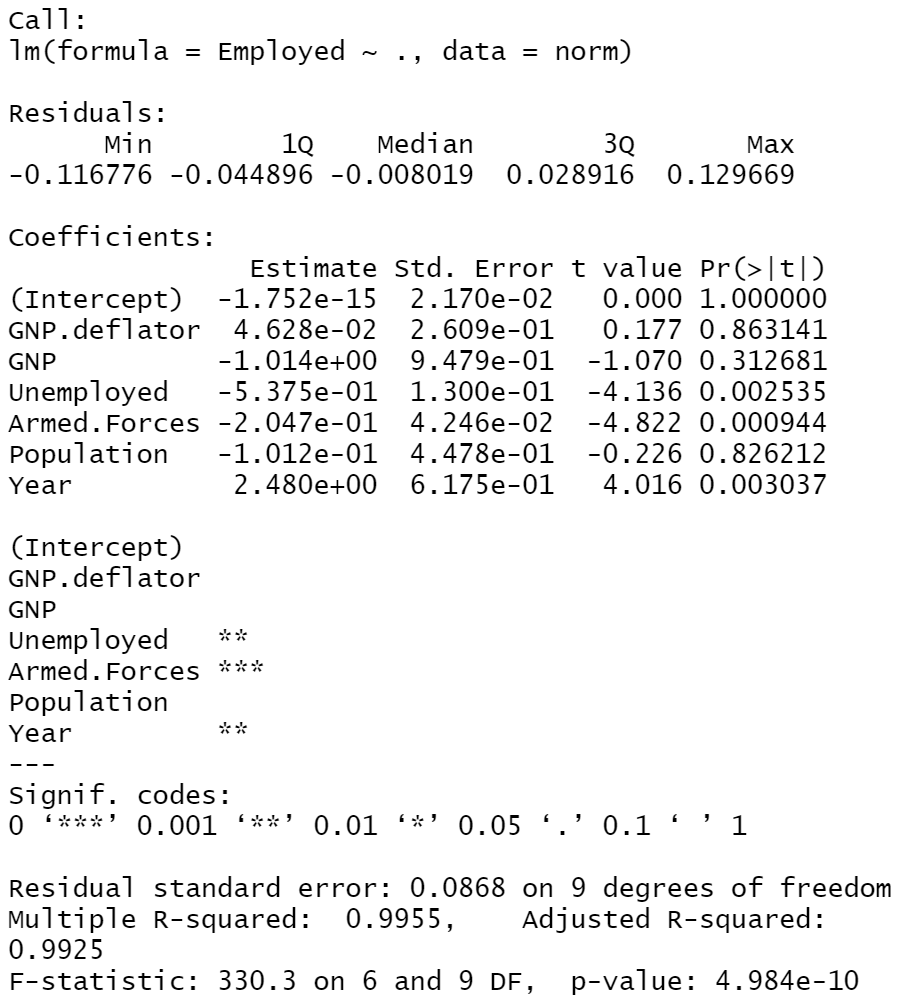 Call:
lm(formula = Employed ~ ., data = norm)
Residuals:
Min 1Q Median 3Q Max
-0.116776 -0.044896 -0.008019 0.028916 0.129669
Coefficients:
Estimate Std. Error t value Pr(>|t|)
(Intercept) -1.752e-15 2.170e-02 0.000 1.000000
GNP.deflator 4.628e-02 2.609e-01 0.177 0.863141
GNP -1.014e+00 9.479e-01 -1.070 0.312681
Unemployed -5.375e-01 1.300e-01 -4.136 0.002535
Armed.Forces -2.047e-01 4.246e-02 -4.822 0.000944
Population -1.012e-01 4.478e-01 -0.226 0.826212
Year 2.480e+00 6.175e-01 4.016 0.003037
(Intercept)
GNP.deflator
GNP
Unemployed **
Armed.Forces ***
Population
Year **
---
Signif. codes:
0 ‘***’ 0.001 ‘**’ 0.01 ‘*’ 0.05 ‘.’ 0.1 ‘ ’ 1
Residual standard error: 0.0868 on 9 degrees of freedom
Multiple R-squared: 0.9955, Adjusted R-squared:
0.9925
F-statistic: 330.3 on 6 and 9 DF, p-value: 4.984e-10